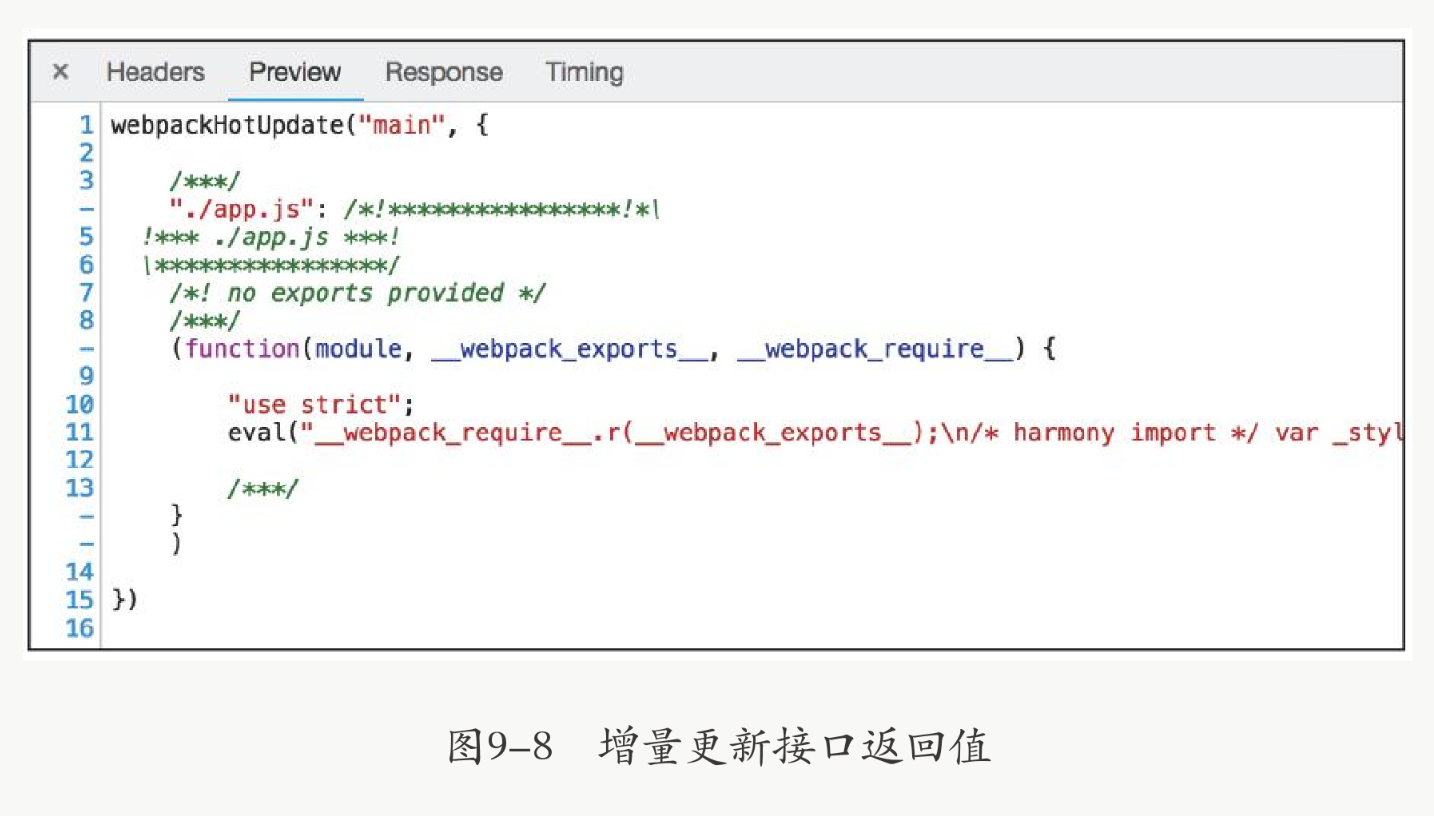 × Headers Preview Response Timing
1 webpackHotUpdate("main", {
2
3 /***/
– "./app.js": /*!****************!*\
5 !*** ./app.js ***!
6 \****************/
7 /*! no exports provided */
8 /***/
– (function(module, __webpack_exports__, __webpack_require__) {
9
10 "use strict";
11 eval("__webpack_require__.r(__webpack_exports__);\n/* harmony import */ var _styl
12
13 /***/
– }
– )
14
15 })
16
图9–8 增量更新接口返回值